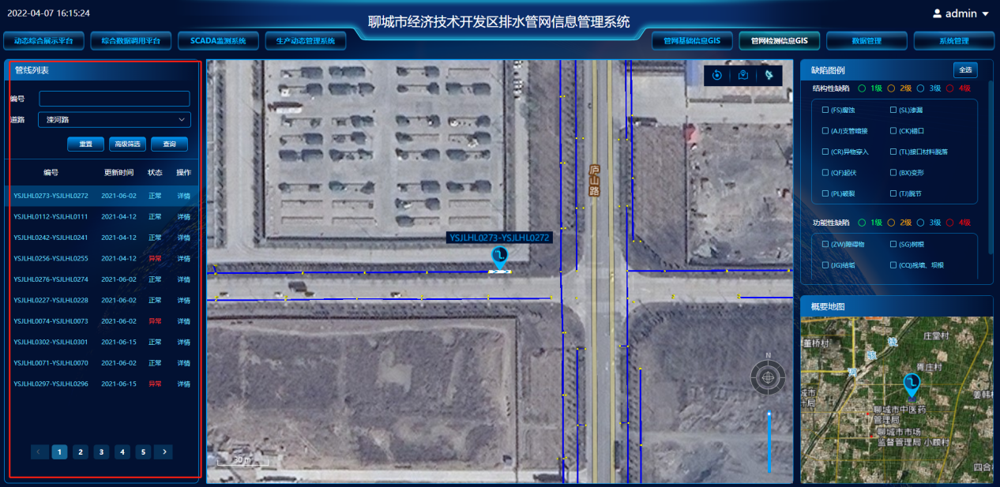 2022-04-07 16:15:24
聊城市经济技术开发区排水管网信息管理系统
admin
动态综合展示平台
综合数据调用平台
SCADA监测系统
生产动态管理系统
管网基础信息GIS
管网检测信息GIS
数据管理
系统管理
管线列表
编号
道路 滦河路
重置 高级筛选 查询
编号 更新时间 状态 操作
YSJLHL0273-YSJLHL0272 2021-06-02 正常 详情
YSJLHL0112-YSJLHL0111 2021-04-12 正常 详情
YSJLHL0242-YSJLHL0241 2021-04-12 正常 详情
YSJLHL0256-YSJLHL0255 2021-04-12 异常 详情
YSJLHL0276-YSJLHL0274 2021-06-02 正常 详情
YSJLHL0227-YSJLHL0228 2021-06-02 正常 详情
YSJLHL0074-YSJLHL0073 2021-06-02 异常 详情
YSJLHL0302-YSJLHL0301 2021-06-15 正常 详情
YSJLHL0071-YSJLHL0070 2021-06-02 正常 详情
YSJLHL0297-YSJLHL0296 2021-06-15 异常 详情
1 2 3 4 5
庐山路
YSJLHL0273-YSJLHL0272
N
30 m
缺陷图例 全选
结构性缺陷 1级 2级 3级 4级
(FS)腐蚀 (SL)渗漏
(AJ)支管暗接 (CK)错口
(CR)异物穿入 (TL)接口材料脱落
(QF)起伏 (BX)变形
(PL)破裂 (TJ)脱节
功能性缺陷 1级 2级 3级 4级
(ZW)障碍物 (SG)树根
(JG)结垢 (CQ)残墙、坝根
概要地图
董桥村
庄堂村
徒
骇
河
胥庄村
姜韩
城市
计局
聊城市中医药
管理局
聊城市市场
监督管理局
小顾村
四合